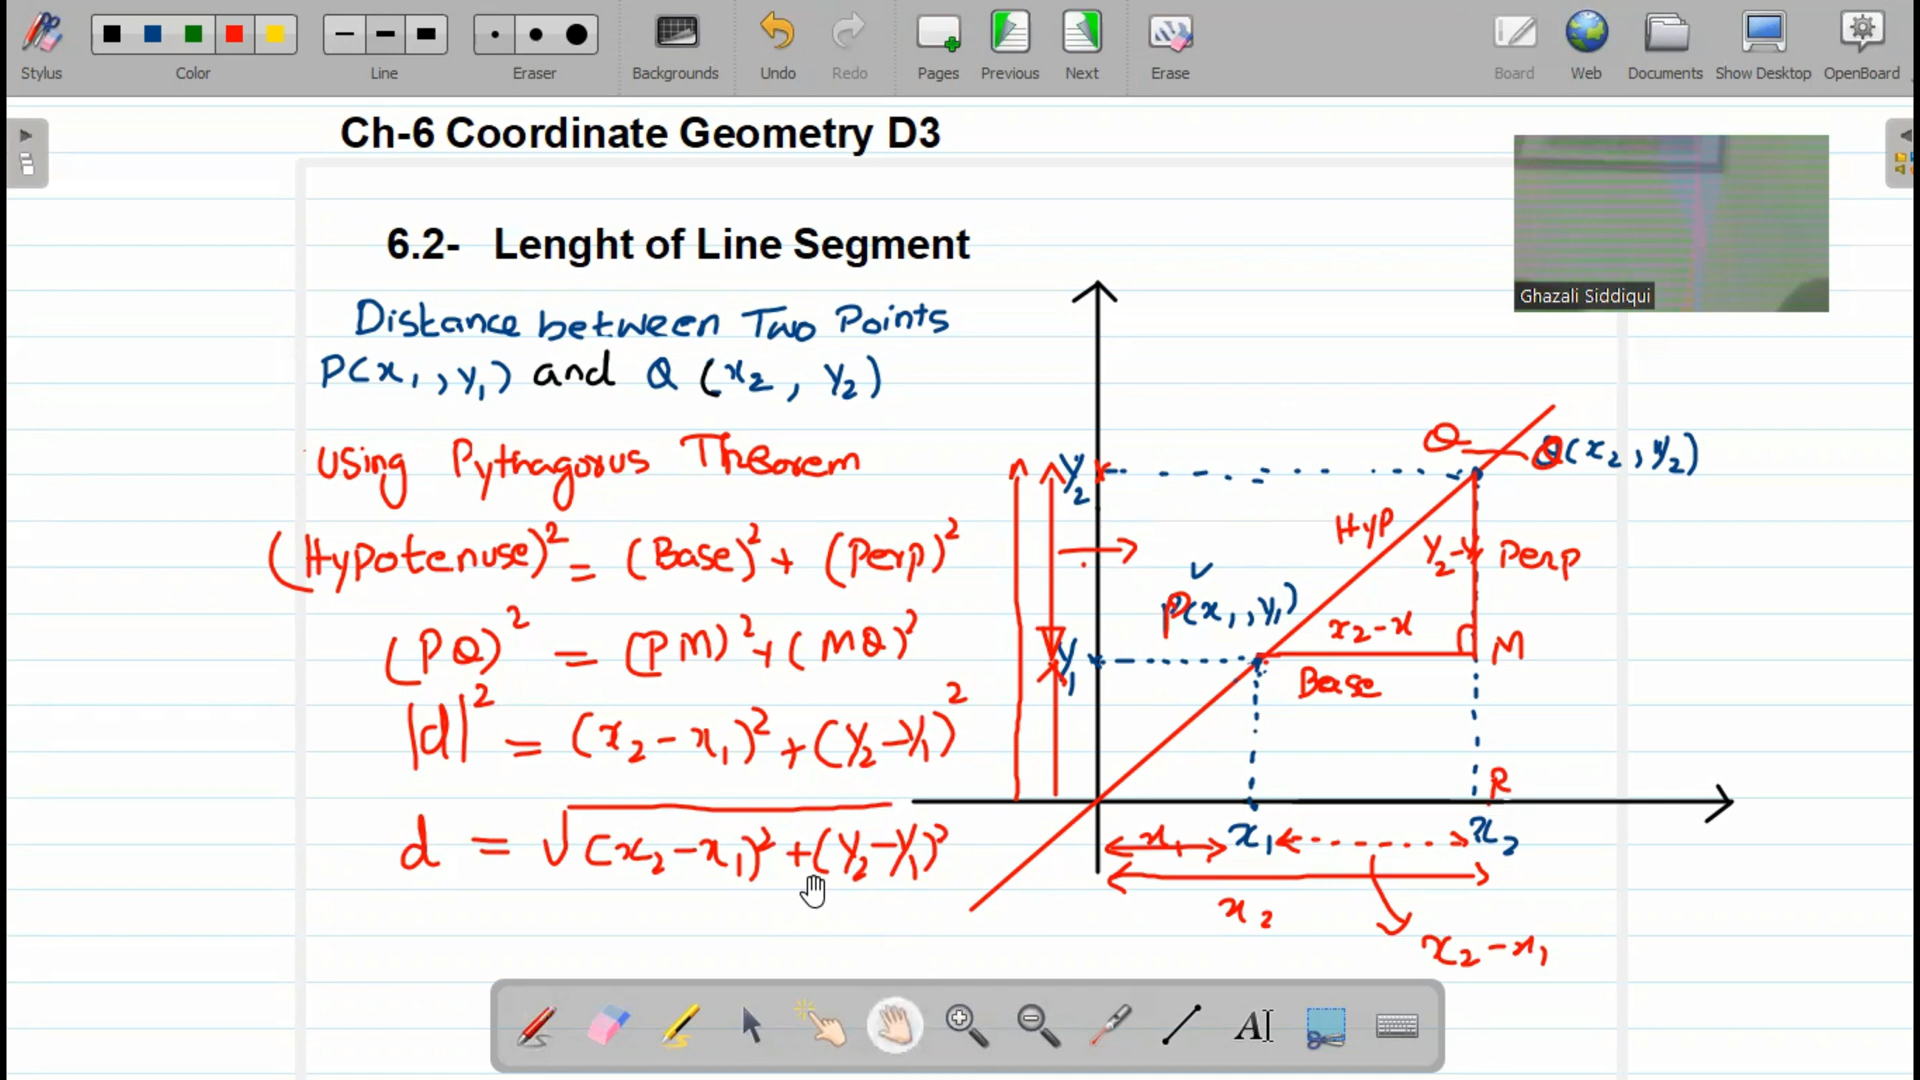 Stylus
Color
Line
Eraser
Backgrounds
Undo
Redo
Pages
Previous
Next
Erase
Board
Web
Documents
Show Desktop
OpenBoard
Ch-6 Coordinate Geometry D3
Ghazali Siddiqui
6.2- Lenght of Line Segment
Distance between Two Points
P(x₁, y₁) and Q (x₂, y₂)
Using Pythagorus Theorem
(Hypotenuse)² = (Base)² + (Perp)²
(PQ)² = (PM)² + (MQ)²
|d|² = (x₂-x₁)² + (y₂-y₁)²
d = √(x₂-x₁)² + (y₂-y₁)²
y₂
Q
Q(x₂, y₂)
Hyp
y₂-y
Perp
P(x₁, y₁)
x₂-x
M
y₁
Base
R
x₁
x₁
x₂
x₂
x₂-x₁
A